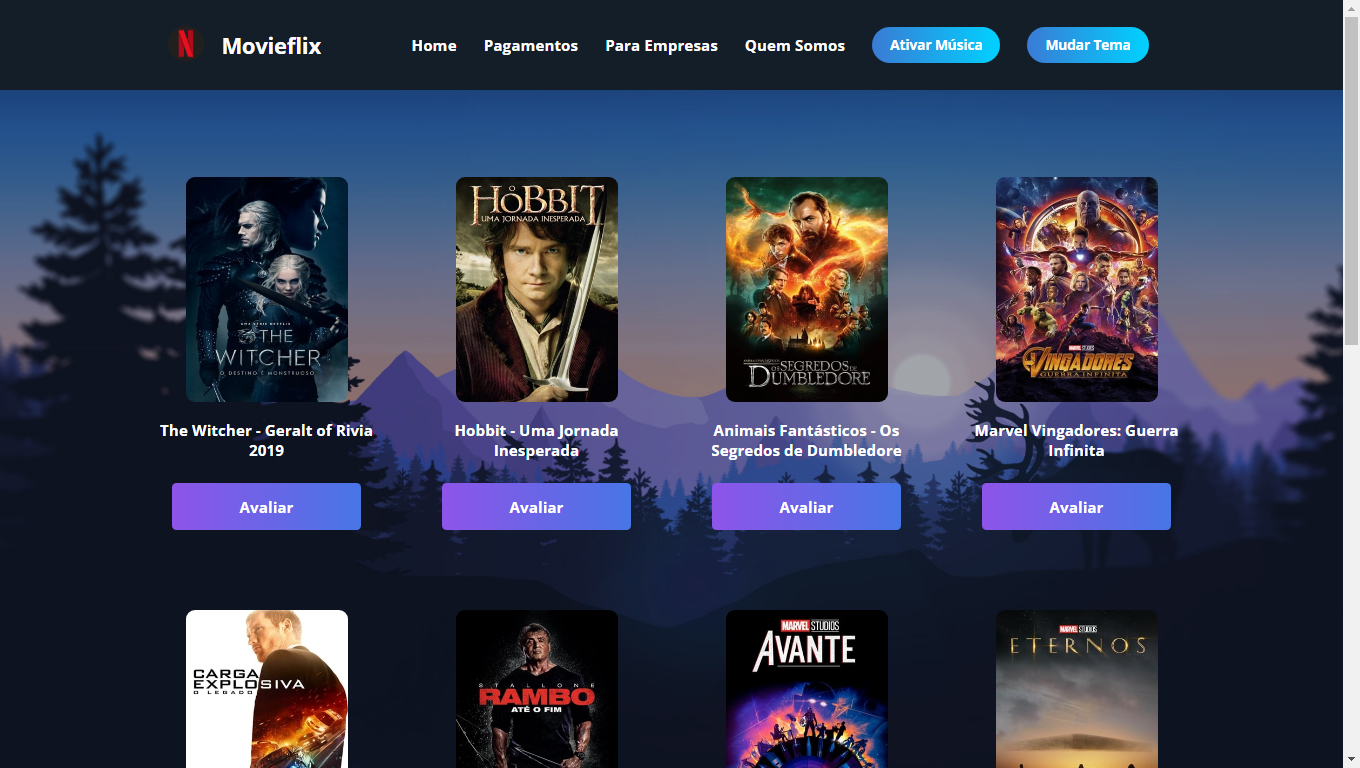 N Movieflix Home Pagamentos Para Empresas Quem Somos Ativar Música Mudar Tema
UMA SÉRIE NETFLIX
THE
WITCHER
O DESTINO É MONSTRUOSO
HOBBIT
UMA JORNADA INESPERADA
OS SEGREDOS DE
DUMBLEDORE
MARVEL STUDIOS
VINGADORES
GUERRA INFINITA
The Witcher - Geralt of Rivia
2019
Hobbit - Uma Jornada
Inesperada
Animais Fantásticos - Os
Segredos de Dumbledore
Marvel Vingadores: Guerra
Infinita
Avaliar Avaliar Avaliar Avaliar
CARGA
EXPLOSIVA
O LEGADO
STALLONE
RAMBO
ATÉ O FIM
MARVEL STUDIOS
AVANTE
MARVEL STUDIOS
ETERNOS